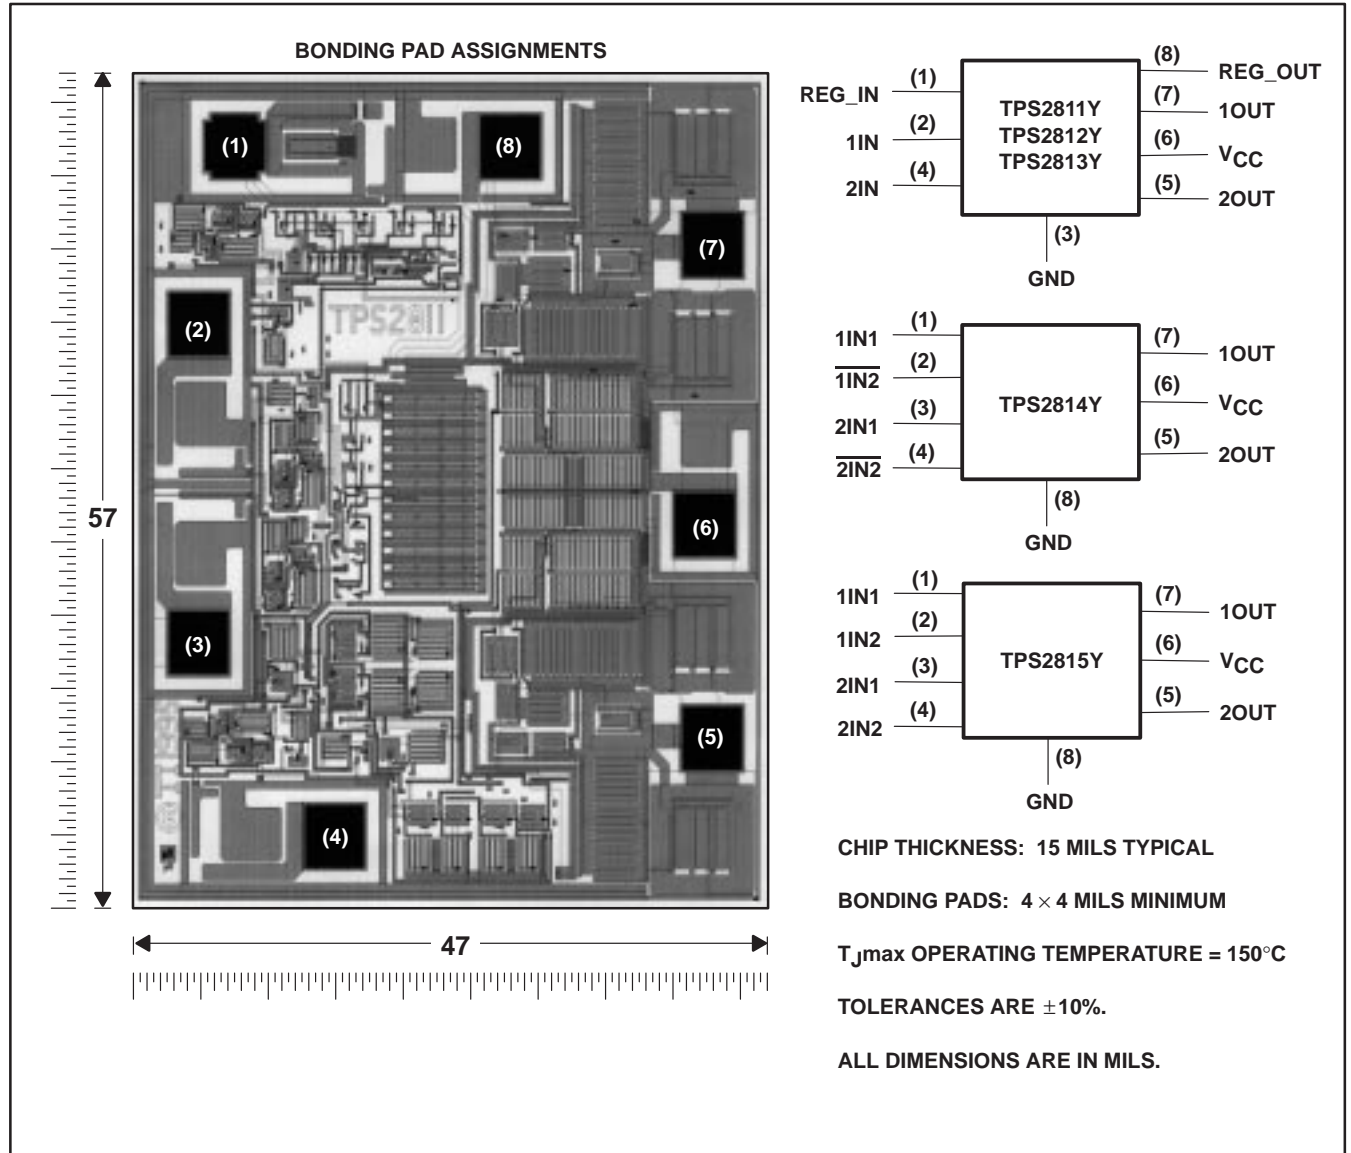 BONDING PAD ASSIGNMENTS
(1)
(8)
(7)
(2)
TPS2811
(6)
(3)
(5)
(4)
57
47
REG_IN (1)
1IN (2)
2IN (4)
TPS2811Y
TPS2812Y
TPS2813Y
(8) REG_OUT
(7) 1OUT
(6) VCC
(5) 2OUT
(3)
GND
1IN1 (1)
1IN2 (2)
2IN1 (3)
2IN2 (4)
TPS2814Y
(7) 1OUT
(6) VCC
(5) 2OUT
(8)
GND
1IN1 (1)
1IN2 (2)
2IN1 (3)
2IN2 (4)
TPS2815Y
(7) 1OUT
(6) VCC
(5) 2OUT
(8)
GND
CHIP THICKNESS: 15 MILS TYPICAL
BONDING PADS: 4 × 4 MILS MINIMUM
TJmax OPERATING TEMPERATURE = 150°C
TOLERANCES ARE ±10%.
ALL DIMENSIONS ARE IN MILS.